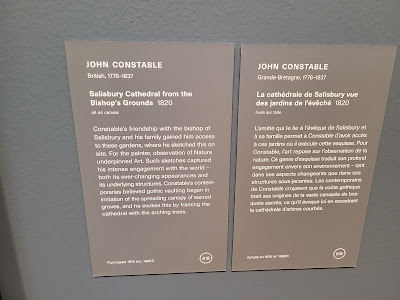 JOHN CONSTABLE
British, 1776-1837
Salisbury Cathedral from the
Bishop's Grounds 1820
oil on canvas
Constable's friendship with the bishop of
Salisbury and his family gained him access
to these gardens, where he sketched this on
site. For the painter, observation of Nature
underpinned Art. Such sketches captured
his intense engagement with the world –
both its ever-changing appearances and
its underlying structures. Constable's contem-
poraries believed gothic vaulting began in
imitation of the spreading canopy of sacred
groves, and he evokes this by framing the
cathedral with the arching trees.
Purchased 1976
JOHN CONSTABLE
Grande-Bretagne, 1776-1837
La cathédrale de Salisbury vue
des jardins de l'évêché 1820
huile sur toile
L'amitié qui le lie à l'évêque de Salisbury et
à sa famille permet à Constable d'avoir accès
à ces jardins où il exécute cette esquisse. Pour
Constable, l'art repose sur l'observation de la
nature. Ce genre d'esquisse traduit son profond
engagement envers son environnement – tant
dans ses aspects changeants que dans ses
structures sous-jacentes. Les contemporains
de Constable croyaient que la voûte gothique
tirait ses origines de la vaste canopée des bos-
quets sacrés; ce qu'il évoque ici en encadrant
la cathédrale d'arbres courbés.
Acheté en 1976